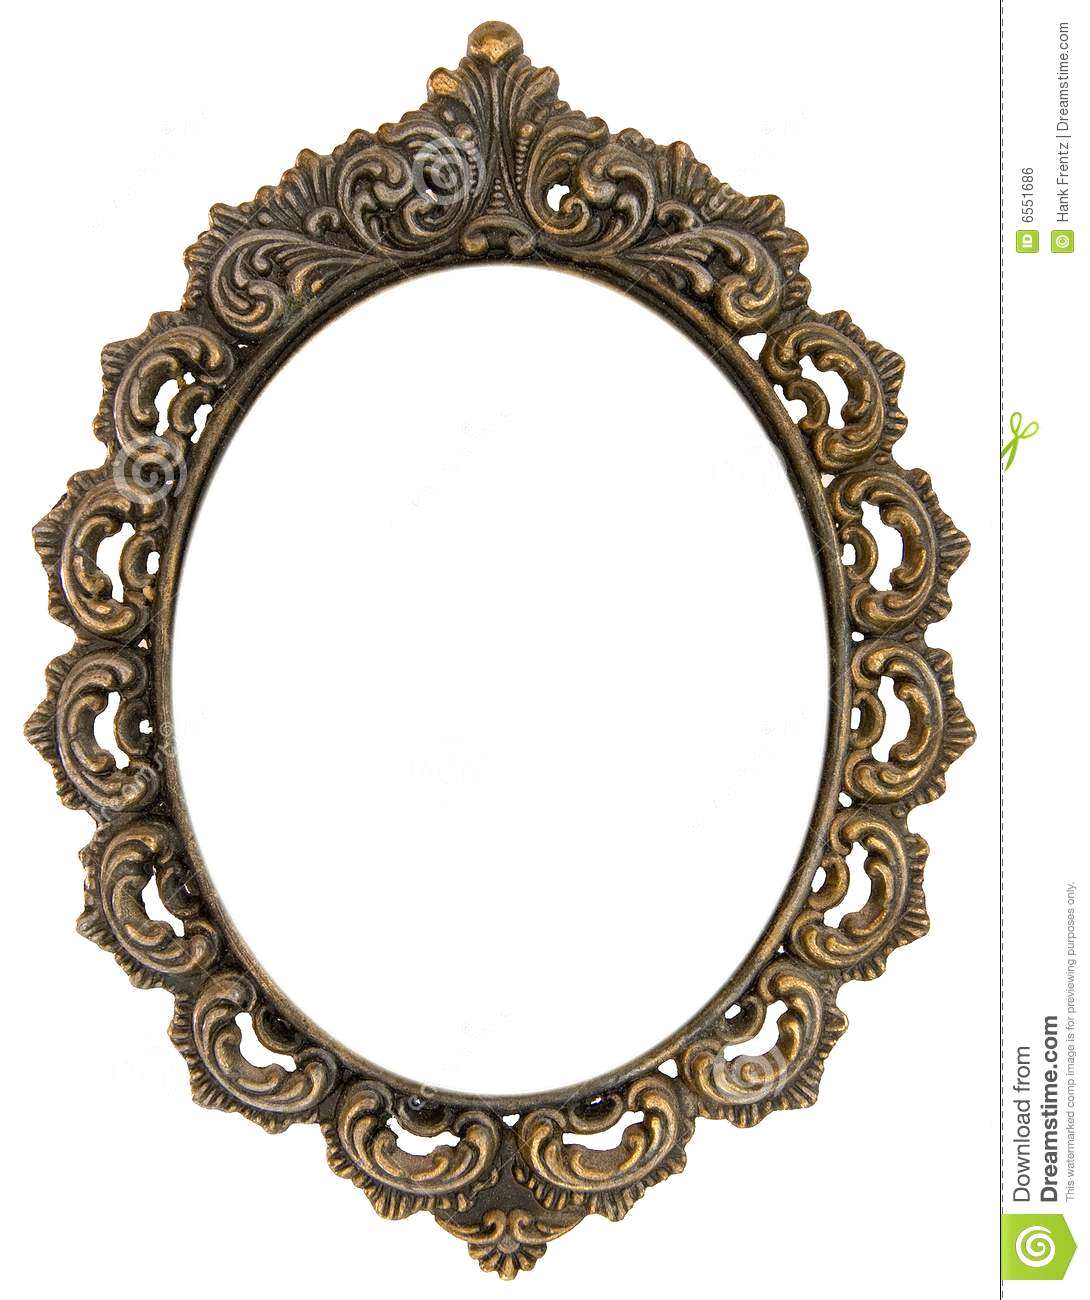 Hank Frentz | Dreamstime.com
ID 6551686
©
Download from
Dreamstime.com
This watermarked comp image is for previewing purposes only.